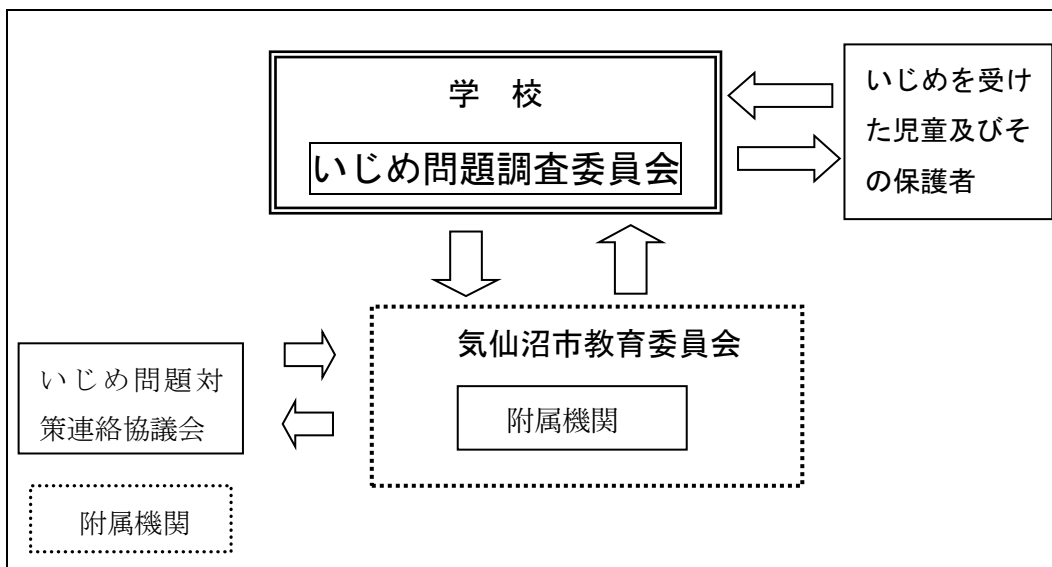 学 校
いじめ問題調査委員会
いじめを受け
た児童及びそ
の保護者
気仙沼市教育委員会
附属機関
いじめ問題対
策連絡協議会
附属機関